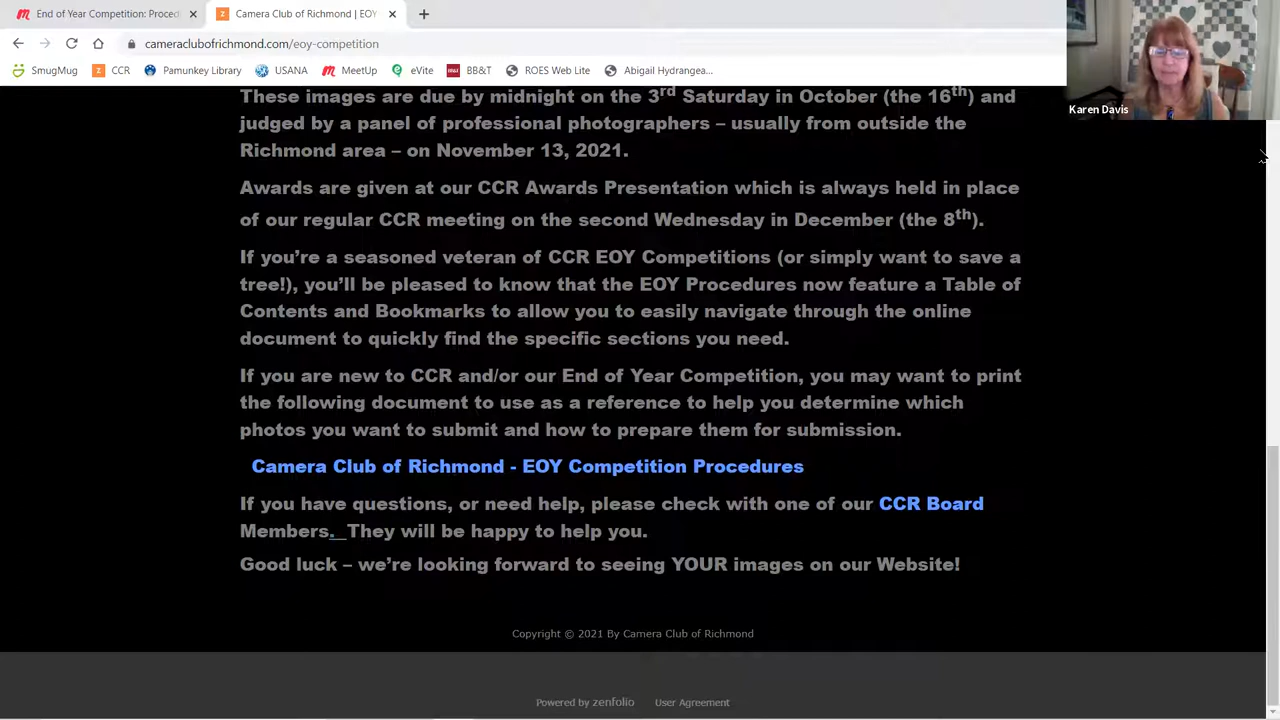 End of Year Competition: Proced
Camera Club of Richmond | EOY
cameraclubofrichmond.com/eoy-competition
SmugMug CCR Pamunkey Library USANA MeetUp eVite BB&T ROES Web Lite Abigail Hydrangea...
Karen Davis
These images are due by midnight on the 3rd Saturday in October (the 16th) and
judged by a panel of professional photographers – usually from outside the
Richmond area – on November 13, 2021.
Awards are given at our CCR Awards Presentation which is always held in place
of our regular CCR meeting on the second Wednesday in December (the 8th).
If you're a seasoned veteran of CCR EOY Competitions (or simply want to save a
tree!), you'll be pleased to know that the EOY Procedures now feature a Table of
Contents and Bookmarks to allow you to easily navigate through the online
document to quickly find the specific sections you need.
If you are new to CCR and/or our End of Year Competition, you may want to print
the following document to use as a reference to help you determine which
photos you want to submit and how to prepare them for submission.
Camera Club of Richmond - EOY Competition Procedures
If you have questions, or need help, please check with one of our CCR Board
Members. They will be happy to help you.
Good luck – we're looking forward to seeing YOUR images on our Website!
Copyright © 2021 By Camera Club of Richmond
Powered by zenfolio User Agreement